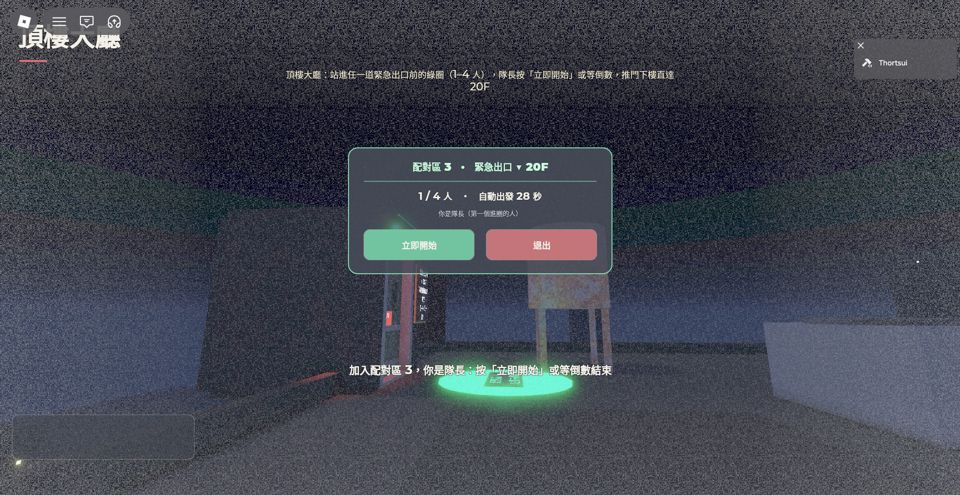 頂樓大廳
Thortsui
頂樓大廳：站進任一道緊急出口前的綠圈（1–4 人），隊長按「立即開始」或等倒數，推門下樓直達
20F
配對區 3 • 緊急出口 ▼ 20F
1 / 4 人 • 自動出發 28 秒
你是隊長（第一個進圈的人）
立即開始
退出
加入配對區 3，你是隊長：按「立即開始」或等倒數結束